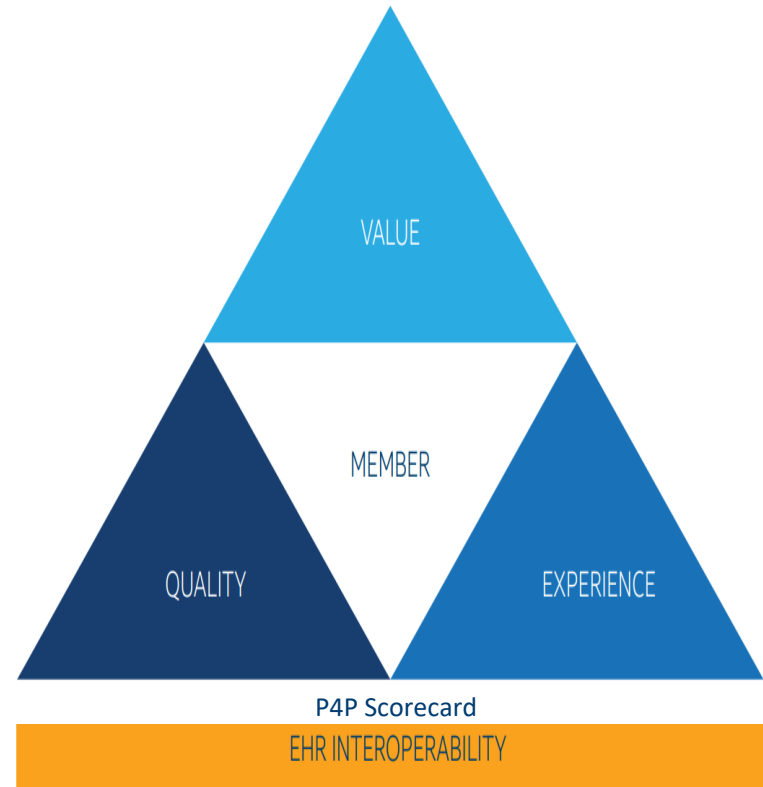 VALUE
MEMBER
QUALITY
EXPERIENCE
P4P Scorecard
EHR INTEROPERABILITY